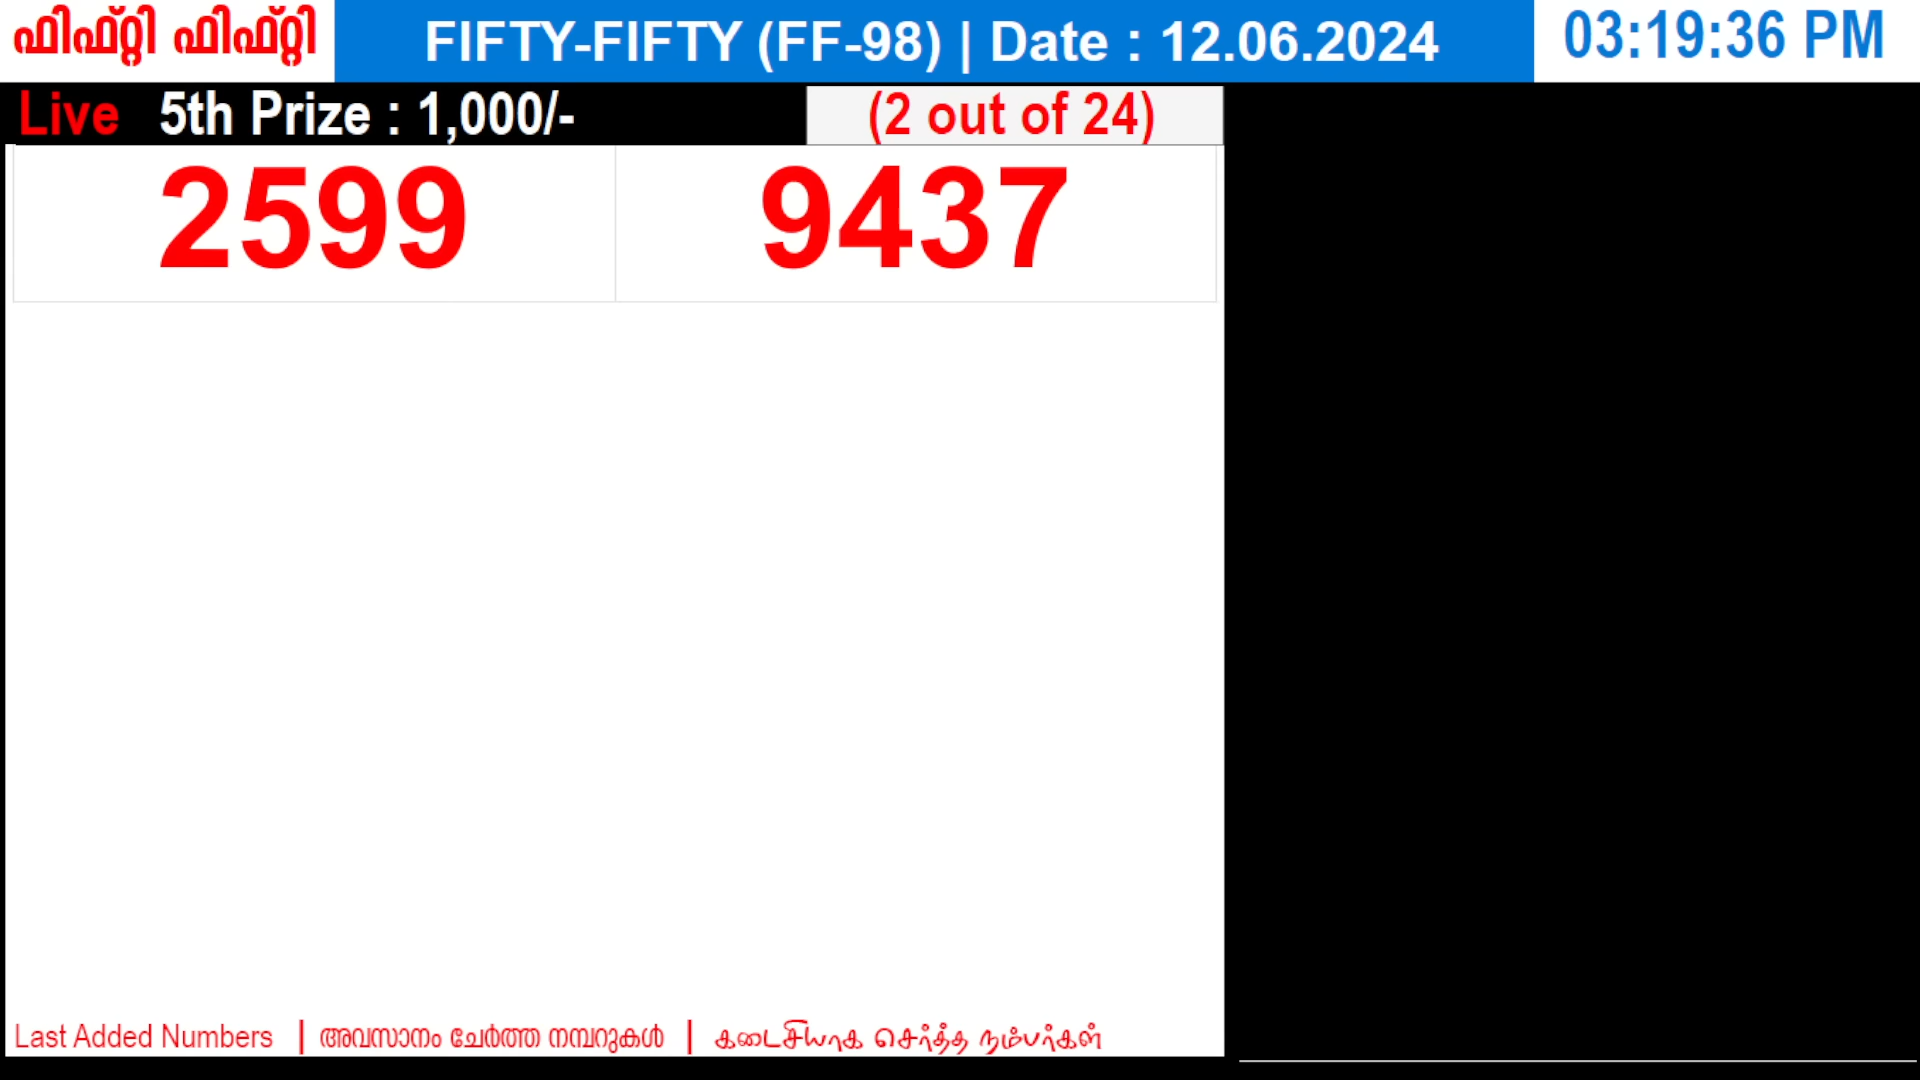 ഫിഫ്റ്റി ഫിഫ്റ്റി FIFTY-FIFTY (FF-98) | Date : 12.06.2024 03:19:36 PM
Live 5th Prize : 1,000/- (2 out of 24)
2599 9437
Last Added Numbers | അവസാനം ചേർത്ത നമ്പറുകൾ | கடைசியாக சேர்த்த நம்பர்கள்